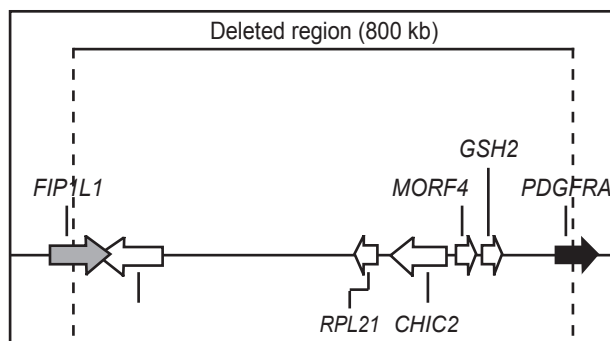 Deleted region (800 kb)
GSH2
FIP1L1 MORF4 PDGFRA
RPL21 CHIC2